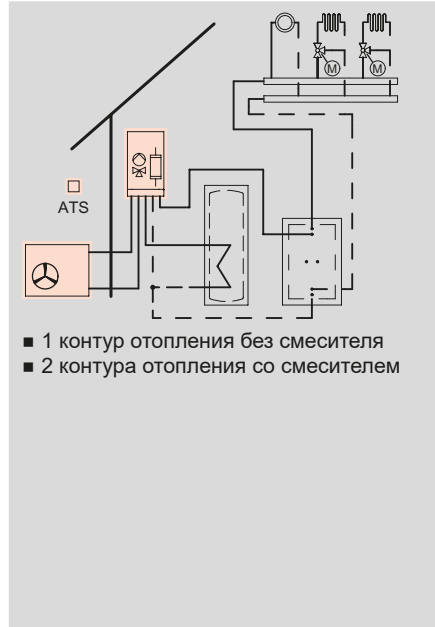 M
M
ATS
■ 1 контур отопления без смесителя
■ 2 контура отопления со смесителем